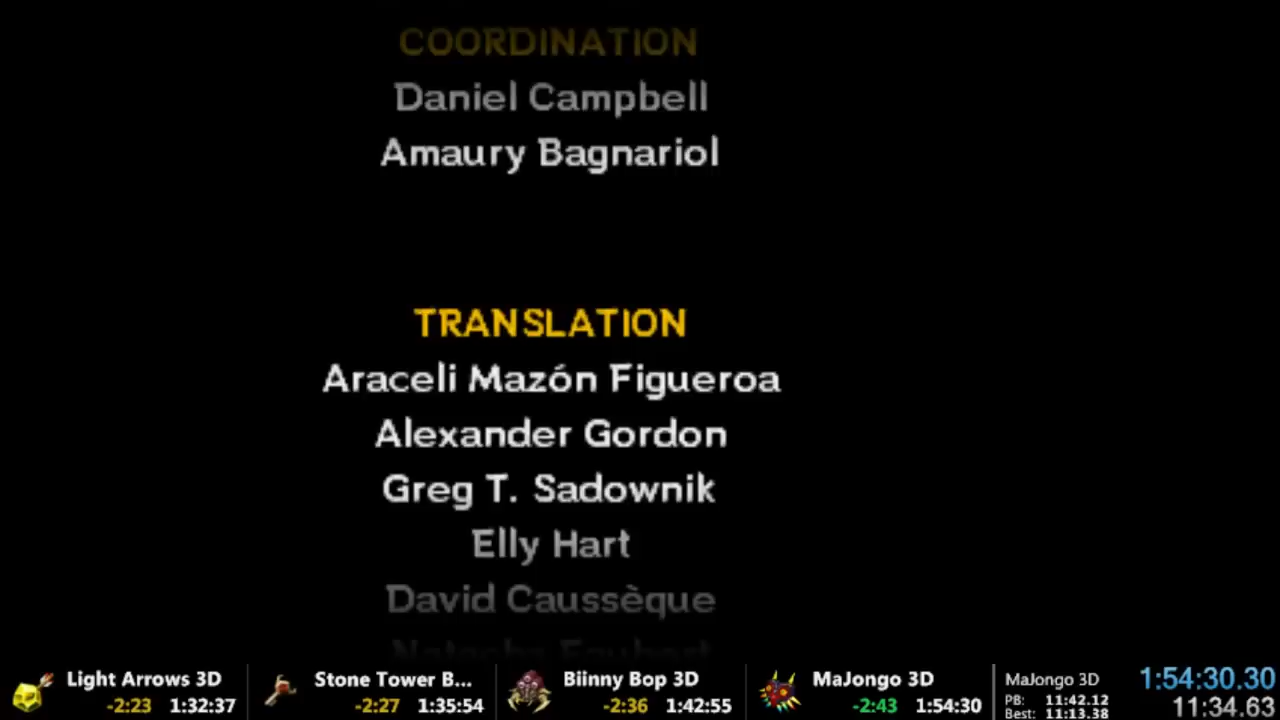 COORDINATION
Daniel Campbell
Amaury Bagnariol
TRANSLATION
Araceli Mazón Figueroa
Alexander Gordon
Greg T. Sadownik
Elly Hart
David Caussèque
Natacha Foubert
Light Arrows 3D
-2:23 1:32:37
Stone Tower B...
-2:27 1:35:54
Biinny Bop 3D
-2:36 1:42:55
MaJongo 3D
-2:43 1:54:30
MaJongo 3D
PB: 11:42.12
Best: 11:13.38
1:54:30.30
11:34.63